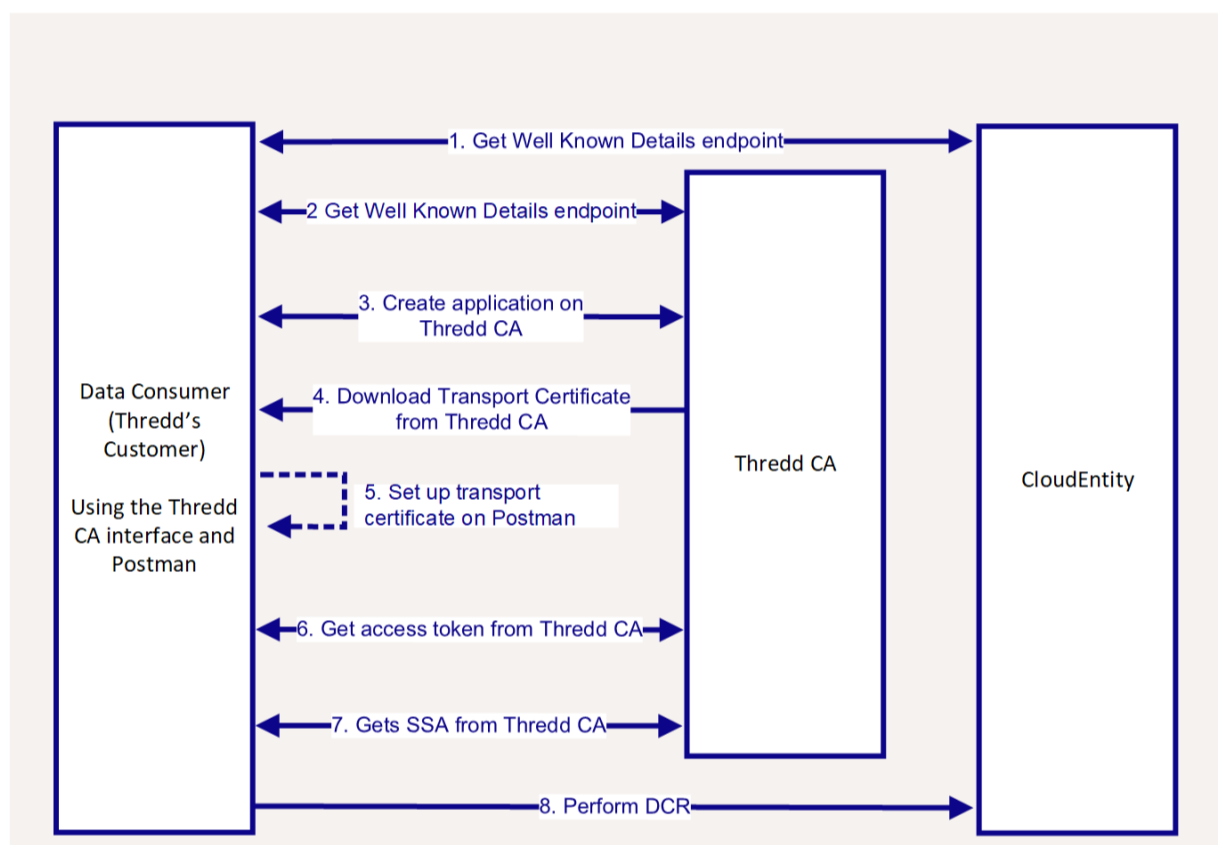 1. Get Well Known Details endpoint
2 Get Well Known Details endpoint
3. Create application on
Thredd CA
4. Download Transport Certificate
from Thredd CA
Data Consumer
(Thredd’s
Customer)
Using the Thredd
CA interface and
Postman
5. Set up transport
certificate on Postman
Thredd CA
CloudEntity
6. Get access token from Thredd CA
7. Gets SSA from Thredd CA
8. Perform DCR